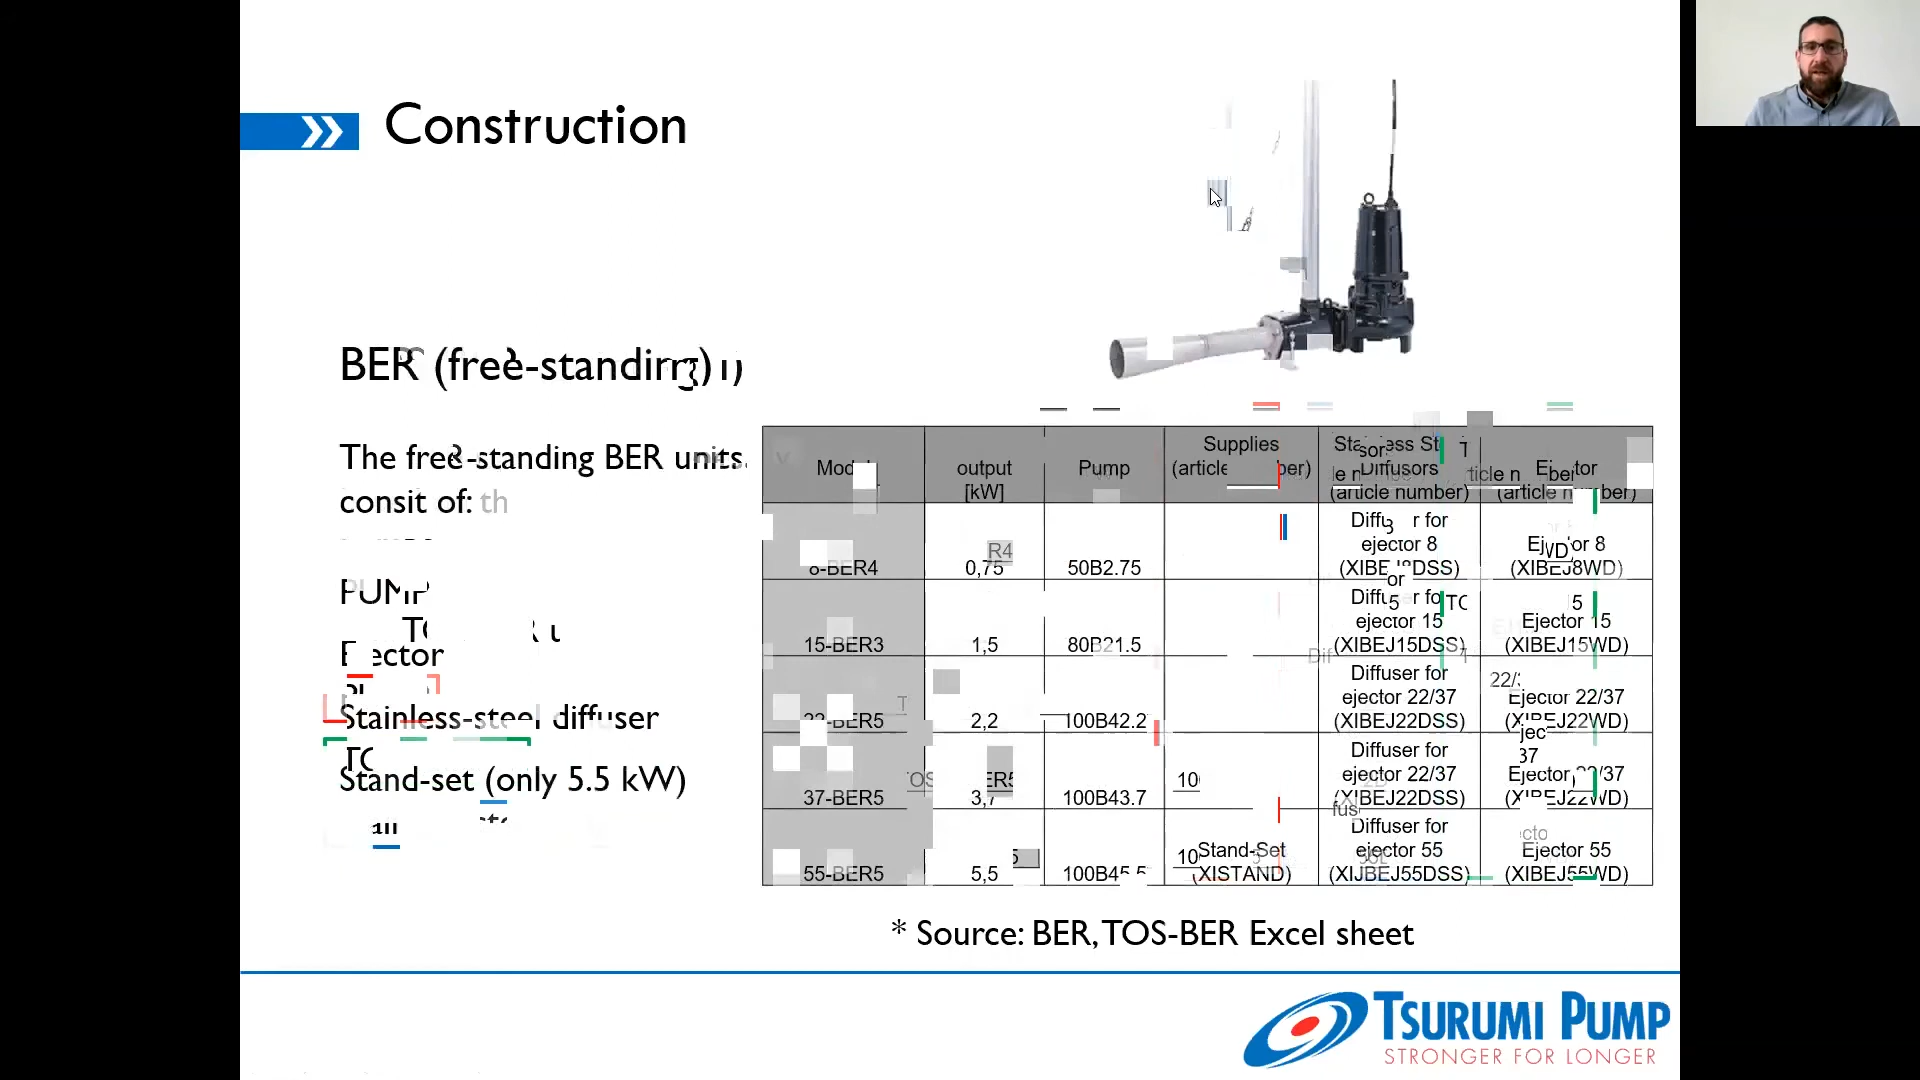 Construction
BER (free-standing)
The free-standing BER units
consit of:
PUMP
Ejector
Stainless-steel diffuser
Stand-set (only 5.5 kW)
Model output [kW] Pump Supplies (article Diffusors (article number) Ejector (article number)
8-BER4 0,75 50B2.75 Diffuser for ejector 8 (XIBEJ8DSS) Ejector 8 (XIBEJ8WD)
15-BER3 1,5 80B21.5 Diffuser for ejector 15 (XIBEJ15DSS) Ejector 15 (XIBEJ15WD)
22-BER5 2,2 100B42.2 Diffuser for ejector 22/37 (XIBEJ22DSS) Ejector 22/37 (XIBEJ22WD)
37-BER5 3,7 100B43.7 Diffuser for ejector 22/37 (XIBEJ22DSS) Ejector 22/37 (XIBEJ22WD)
55-BER5 5,5 100B45.5 Stand-Set (XISTAND) Diffuser for ejector 55 (XIJBEJ55DSS) Ejector 55 (XIBEJ55WD)
* Source: BER, TOS-BER Excel sheet
TSURUMI PUMP
STRONGER FOR LONGER